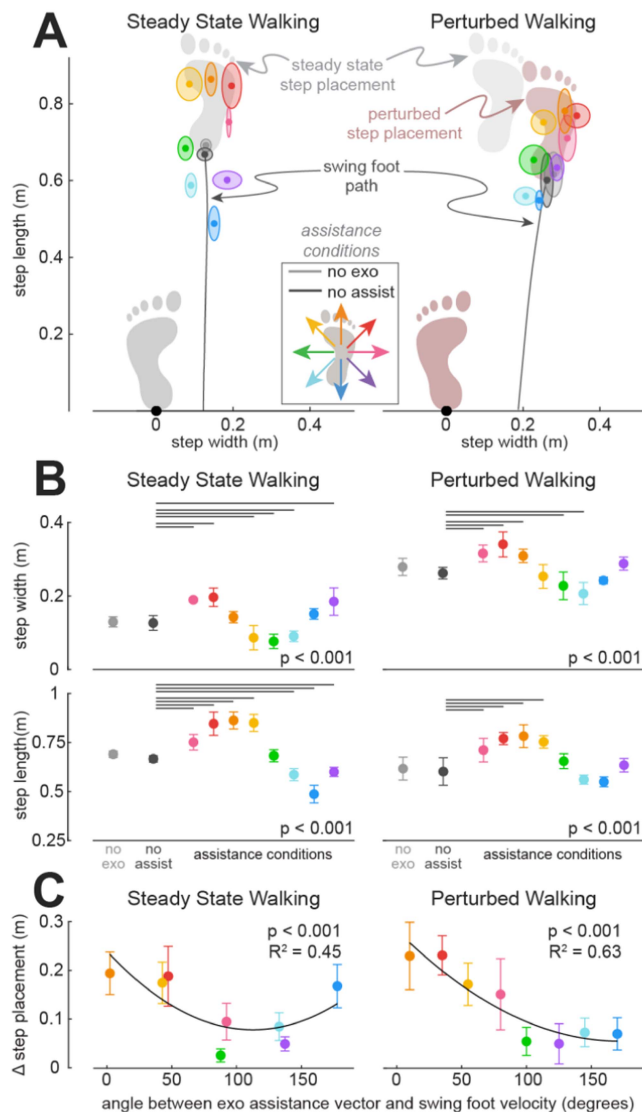 A
Steady State Walking
Perturbed Walking
steady state
step placement
perturbed
step placement
swing foot
path
assistance
conditions
no exo
no assist
step length (m)
0.8
0.6
0.4
0.2
0
0.2
0.4
step width (m)
0
0.2
0.4
step width (m)
B
Steady State Walking
Perturbed Walking
step width (m)
0.4
0.2
0
p < 0.001
p < 0.001
step length(m)
1
0.75
0.5
0.25
p < 0.001
p < 0.001
no
exo
no
assist
assistance conditions
no
exo
no
assist
assistance conditions
C
Steady State Walking
Perturbed Walking
Δ step placement (m)
0.3
0.2
0.1
0
p < 0.001
R² = 0.45
p < 0.001
R² = 0.63
0
50
100
150
0
50
100
150
angle between exo assistance vector and swing foot velocity (degrees)